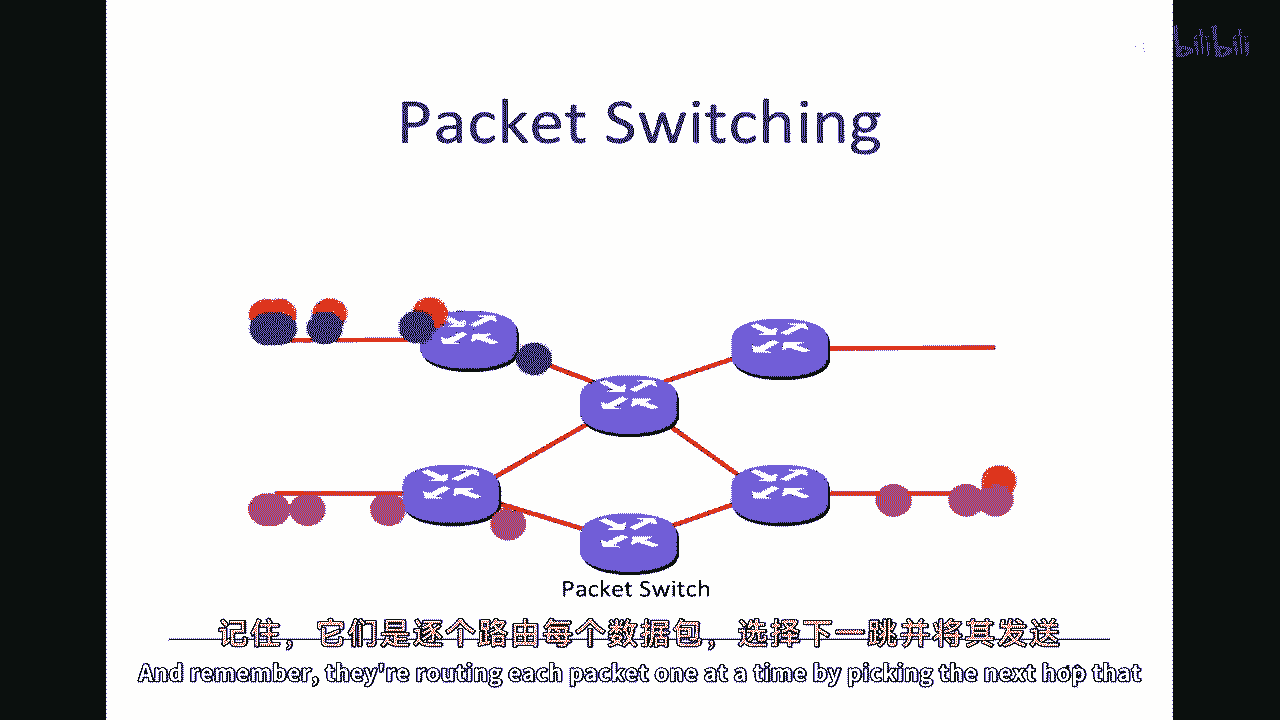 bilibili
Packet Switching
Packet Switch
记住，它们是逐个路由每个数据包，选择下一跳并将其发送
And remember, they're routing each packet one at a time by picking the next hop that